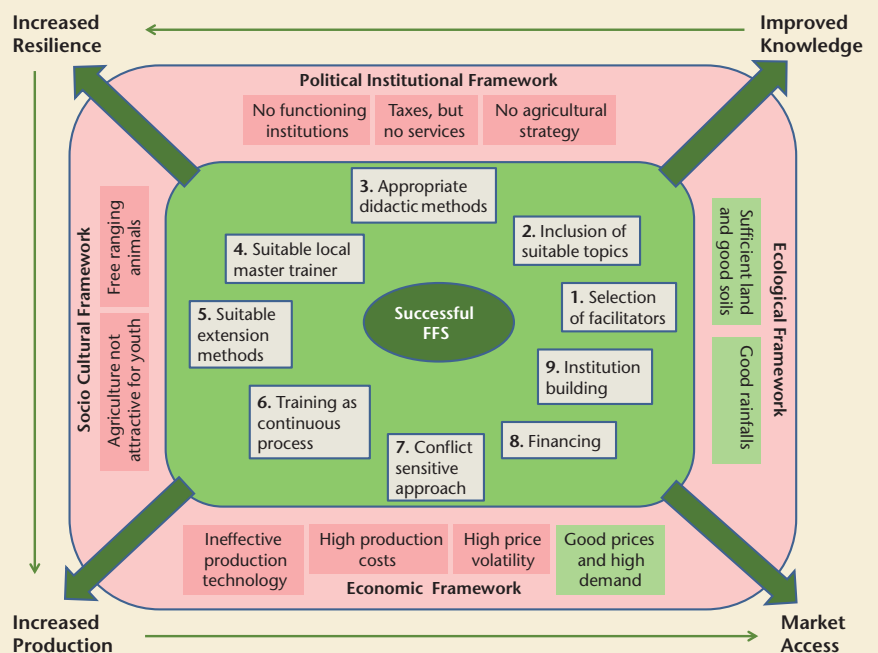 Increased
Resilience
Improved
Knowledge
Political Institutional Framework
No functioning
institutions
Taxes, but
no services
No agricultural
strategy
3. Appropriate
didactic methods
2. Inclusion of
suitable topics
4. Suitable local
master trainer
1. Selection
of facilitators
5. Suitable
extension
methods
Successful
FFS
9. Institution
building
6. Training as
continuous
process
7. Conflict
sensitive
approach
8. Financing
Socio Cultural Framework
Free ranging
animals
Agriculture not
attractive for youth
Sufficient land
and good soils
Good rainfalls
Ecological Framework
Ineffective
production
technology
High production
costs
High price
volatility
Good prices
and high
demand
Economic Framework
Increased
Production
Market
Access